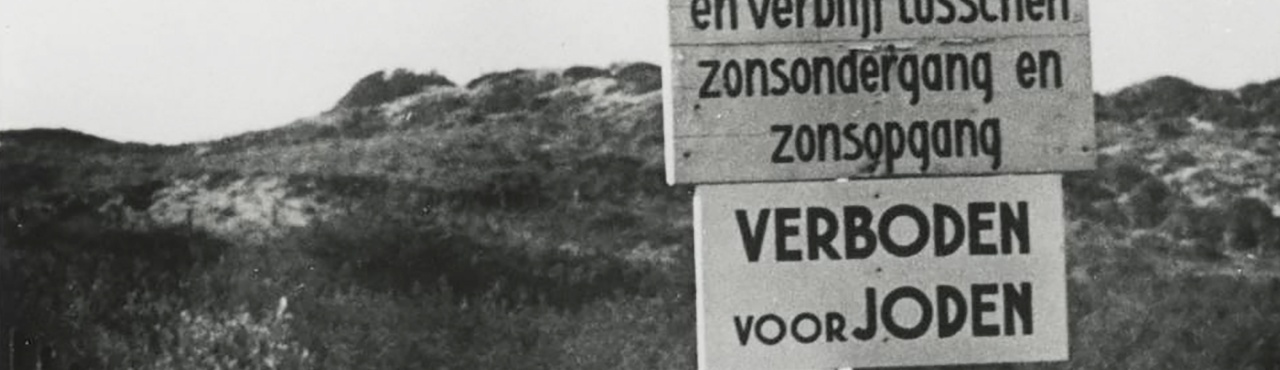 en verblijf tusschen
zonsondergang en
zonsopgang
VERBODEN
VOOR JODEN